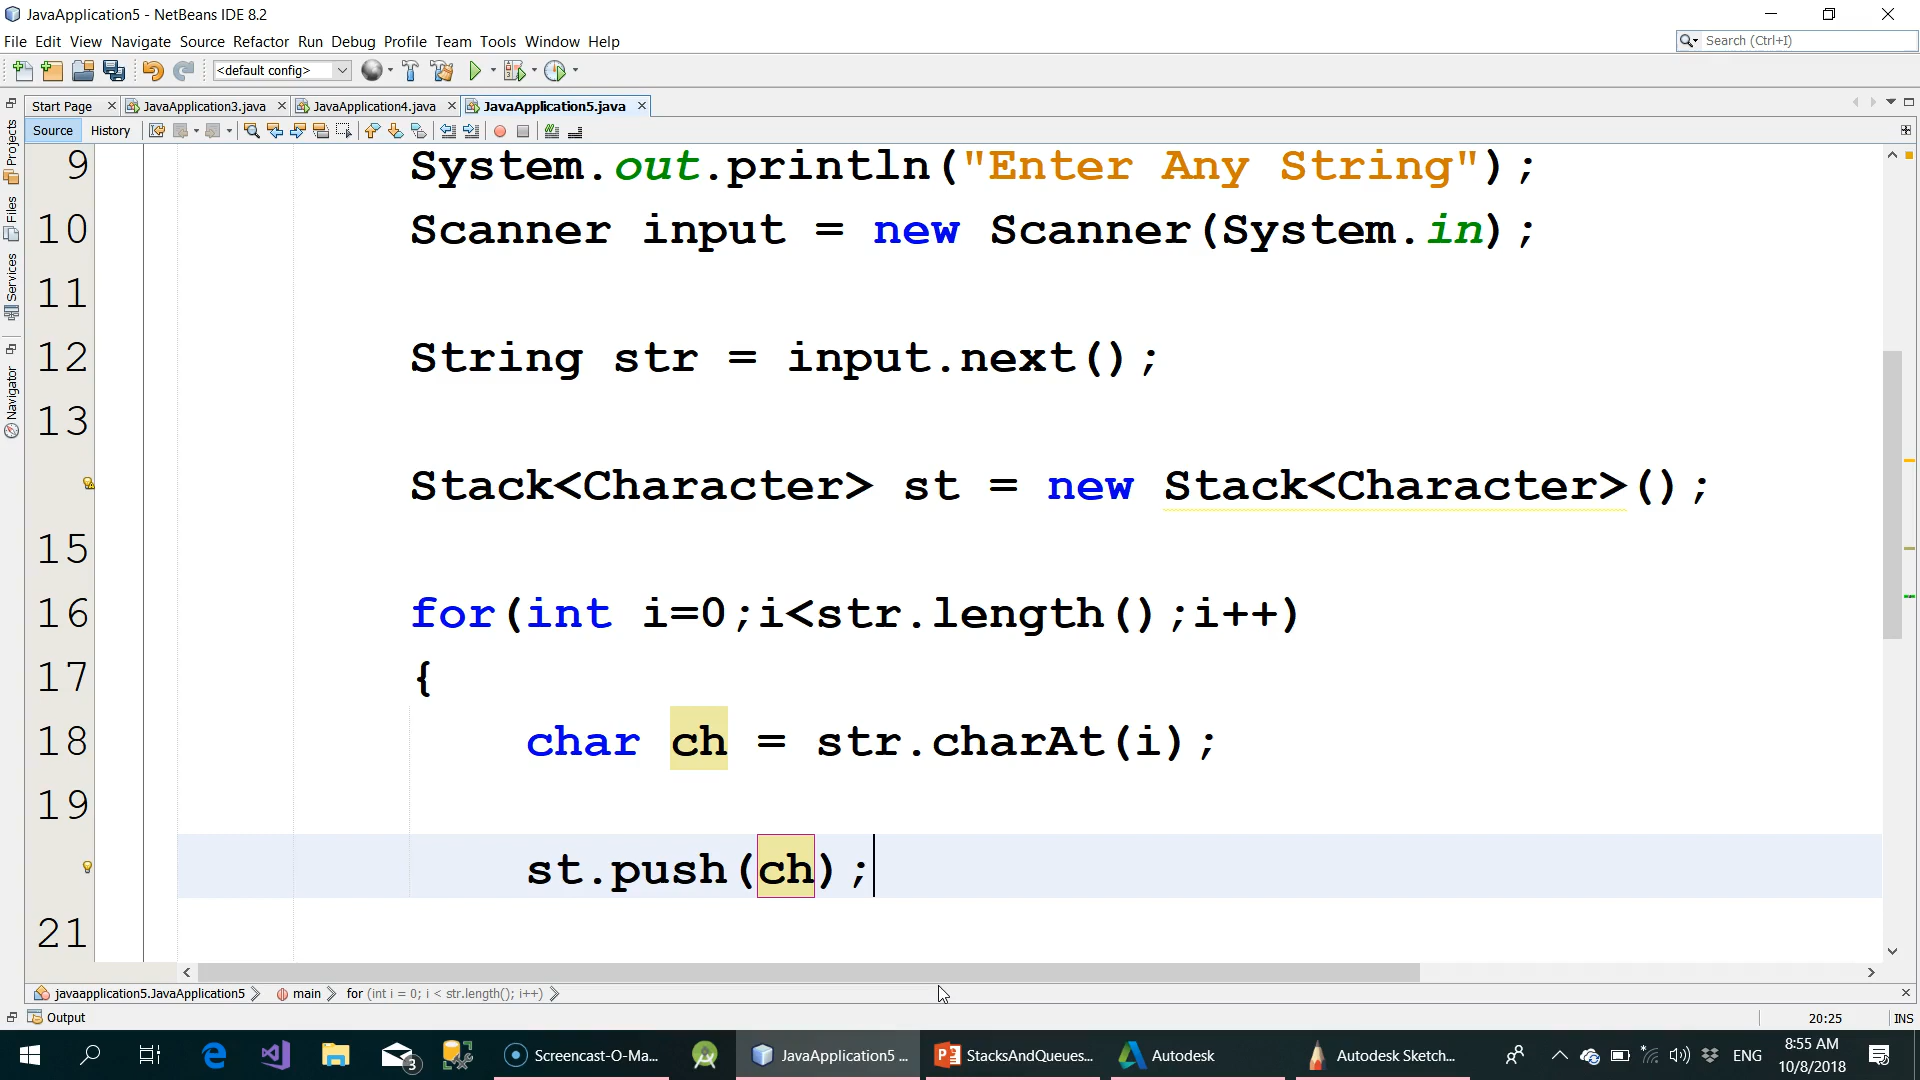 JavaApplication5 - NetBeans IDE 8.2
File Edit View Navigate Source Refactor Run Debug Profile Team Tools Window Help
Search (Ctrl+I)
<default config>
Start Page JavaApplication3.java JavaApplication4.java JavaApplication5.java
Source History
Projects
Files
Services
Navigator
9 System.out.println("Enter Any String");
10 Scanner input = new Scanner(System.in);
11
12 String str = input.next();
13
Stack<Character> st = new Stack<Character>();
15
16 for(int i=0;i<str.length();i++)
17 {
18 char ch = str.charAt(i);
19
st.push(ch);
21
javaapplication5.JavaApplication5 main for (int i = 0; i < str.length(); i++)
Output
20:25 INS
3 Screencast-O-Ma... JavaApplication5 ... StacksAndQueues... Autodesk Autodesk Sketch... ENG 8:55 AM
10/8/2018